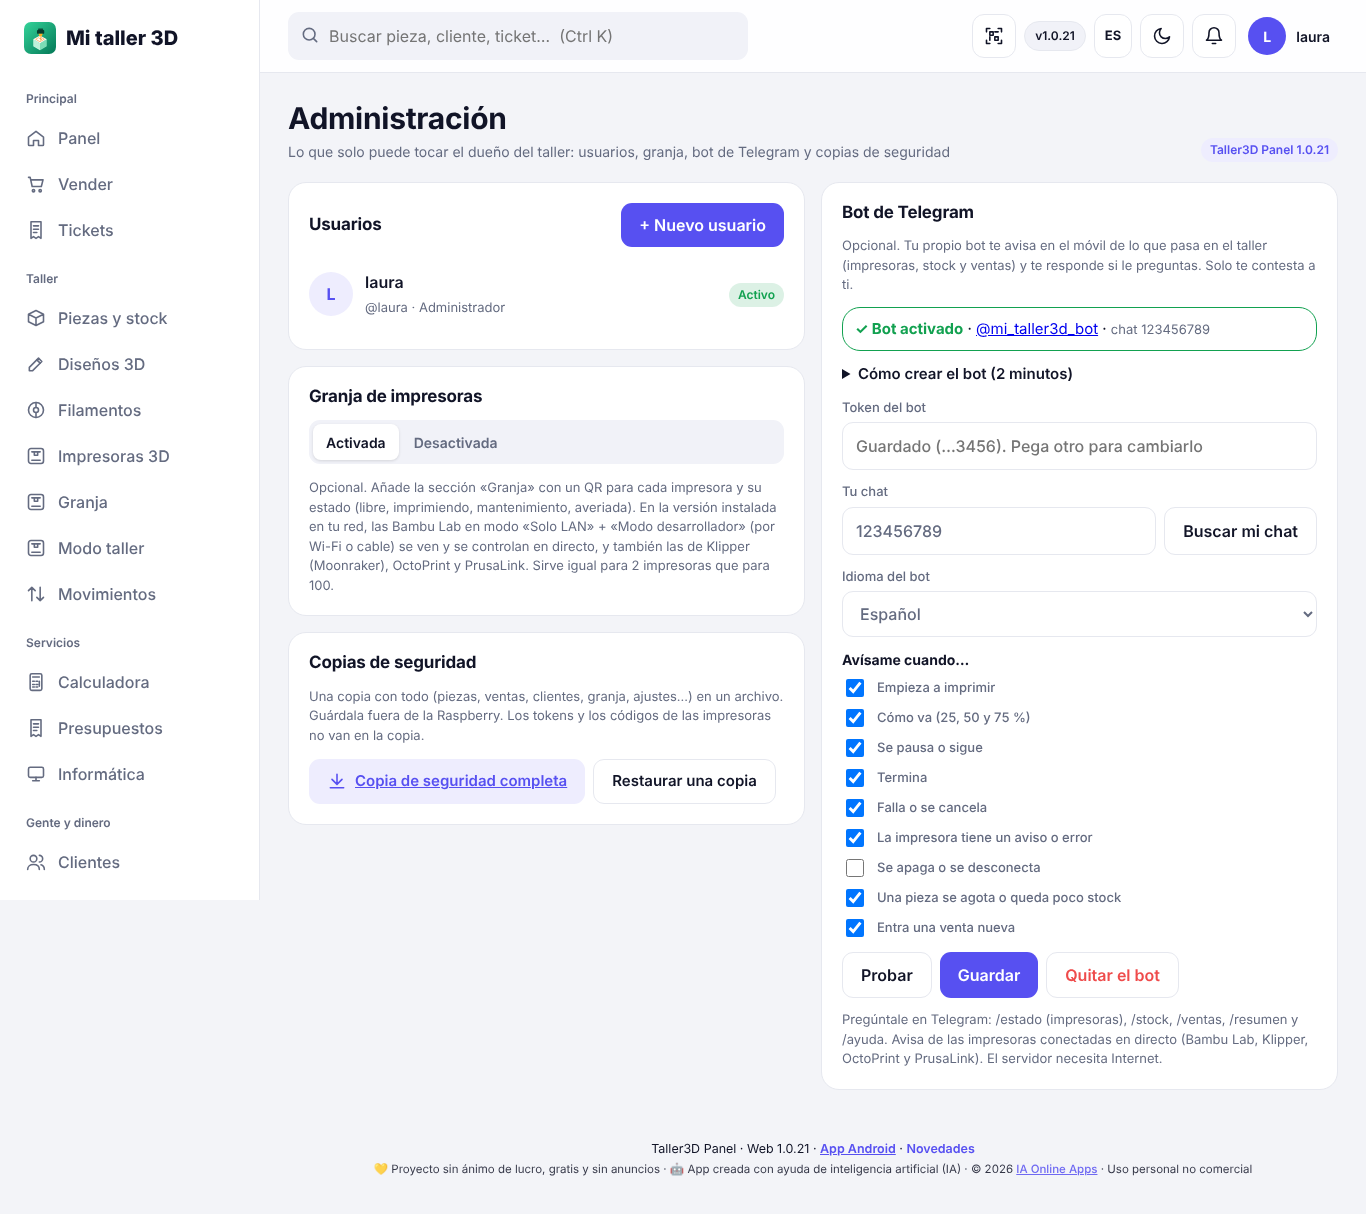 Mi taller 3D
Buscar pieza, cliente, ticket... (Ctrl K)
v1.0.21
ES
L
laura
Principal
Panel
Vender
Tickets
Taller
Piezas y stock
Diseños 3D
Filamentos
Impresoras 3D
Granja
Modo taller
Movimientos
Servicios
Calculadora
Presupuestos
Informática
Gente y dinero
Clientes
Administración
Lo que solo puede tocar el dueño del taller: usuarios, granja, bot de Telegram y copias de seguridad
Taller3D Panel 1.0.21
Usuarios
+ Nuevo usuario
L
laura
@laura · Administrador
Activo
Granja de impresoras
Activada
Desactivada
Opcional. Añade la sección «Granja» con un QR para cada impresora y su
estado (libre, imprimiendo, mantenimiento, averiada). En la versión instalada
en tu red, las Bambu Lab en modo «Solo LAN» + «Modo desarrollador» (por
Wi-Fi o cable) se ven y se controlan en directo, y también las de Klipper
(Moonraker), OctoPrint y PrusaLink. Sirve igual para 2 impresoras que para
100.
Copias de seguridad
Una copia con todo (piezas, ventas, clientes, granja, ajustes...) en un archivo.
Guárdala fuera de la Raspberry. Los tokens y los códigos de las impresoras
no van en la copia.
Copia de seguridad completa
Restaurar una copia
Bot de Telegram
Opcional. Tu propio bot te avisa en el móvil de lo que pasa en el taller
(impresoras, stock y ventas) y te responde si le preguntas. Solo te contesta a
ti.
✓ Bot activado · @mi_taller3d_bot · chat 123456789
Cómo crear el bot (2 minutos)
Token del bot
Guardado (...3456). Pega otro para cambiarlo
Tu chat
123456789
Buscar mi chat
Idioma del bot
Español
Avísame cuando...
Empieza a imprimir
Cómo va (25, 50 y 75 %)
Se pausa o sigue
Termina
Falla o se cancela
La impresora tiene un aviso o error
Se apaga o se desconecta
Una pieza se agota o queda poco stock
Entra una venta nueva
Probar
Guardar
Quitar el bot
Pregúntale en Telegram: /estado (impresoras), /stock, /ventas, /resumen y
/ayuda. Avisa de las impresoras conectadas en directo (Bambu Lab, Klipper,
OctoPrint y PrusaLink). El servidor necesita Internet.
Taller3D Panel · Web 1.0.21 · App Android · Novedades
💛 Proyecto sin ánimo de lucro, gratis y sin anuncios · 🤖 App creada con ayuda de inteligencia artificial (IA) · © 2026 IA Online Apps · Uso personal no comercial